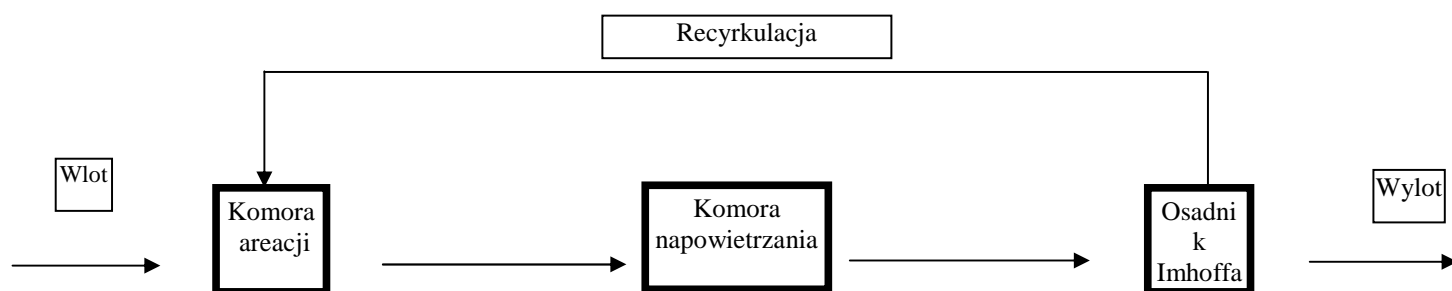 Recyrkulacja
Wlot
Komora
areacji
Komora
napowietrzania
Osadni
k
Imhoffa
Wylot